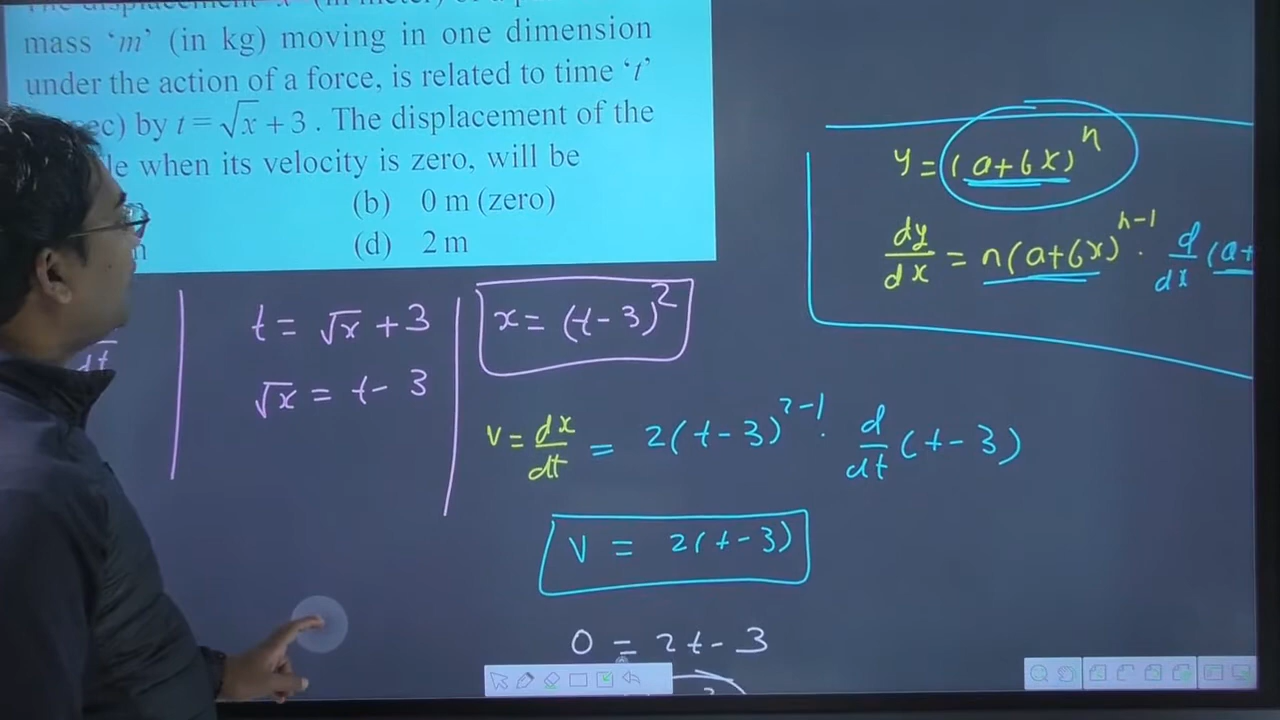 mass ‘m’ (in kg) moving in one dimension
under the action of a force, is related to time ‘t’
by t = √x + 3 . The displacement of the
when its velocity is zero, will be
(b) 0 m (zero)
(d) 2 m
t = √x + 3
√x = t - 3
x = (t - 3)²
v = dx/dt = 2(t - 3)²⁻¹ · d/dt (t - 3)
v = 2(t - 3)
0 = 2t - 3
y = (a+bx)ⁿ
dy/dx = n(a+bx)ⁿ⁻¹ · d/dx (a+